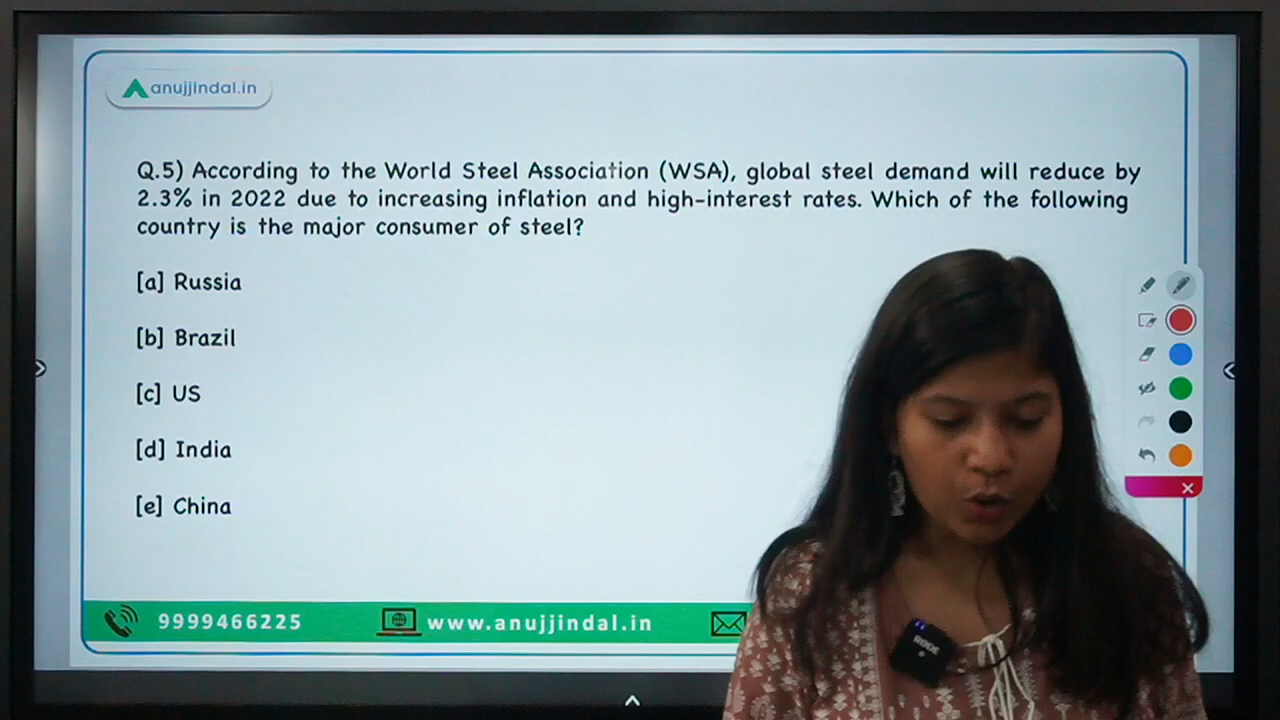 anujjindal.in
Q.5) According to the World Steel Association (WSA), global steel demand will reduce by
2.3% in 2022 due to increasing inflation and high-interest rates. Which of the following
country is the major consumer of steel?
[a] Russia
[b] Brazil
[c] US
[d] India
[e] China
9999466225
www.anujjindal.in
RODE